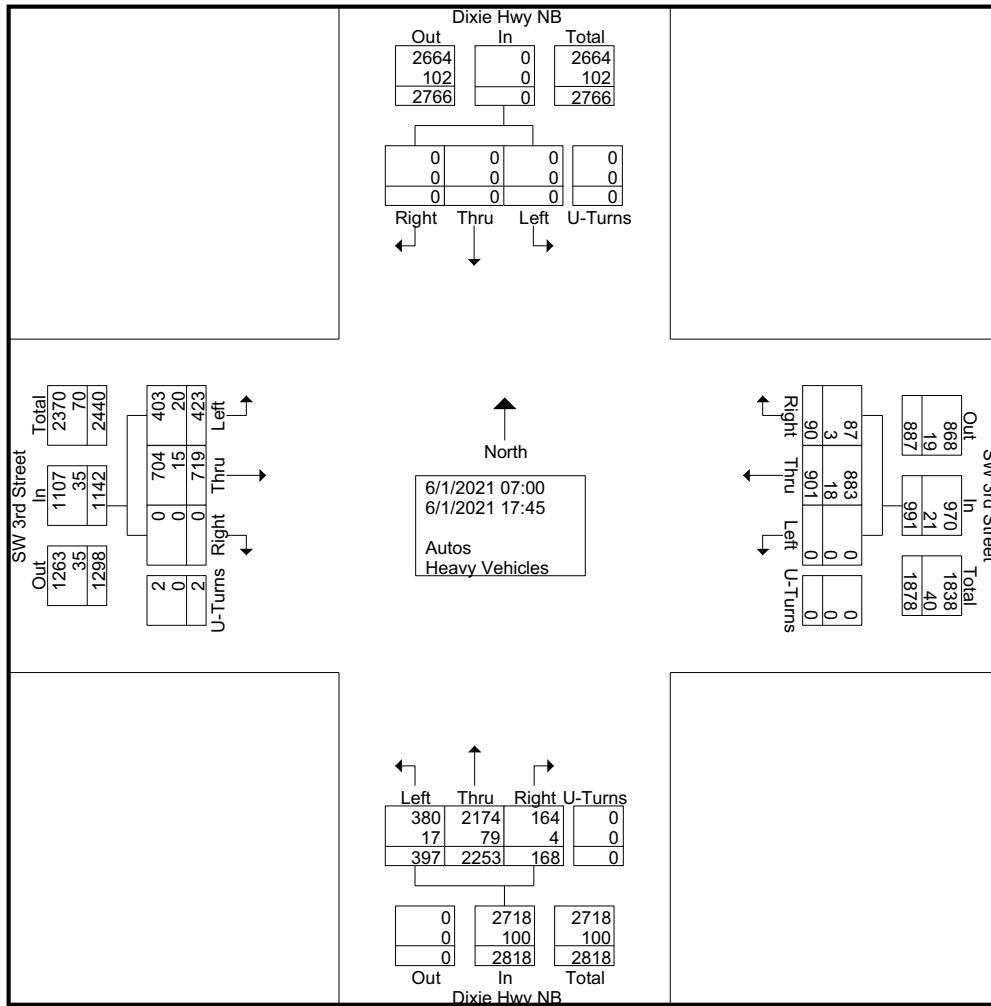 Dixie Hwy NB
Out In Total
2664 0 2664
102 0 102
2766 0 2766
0 0 0 0
0 0 0 0
0 0 0 0
Right Thru Left U-Turns
SW 3rd Street
Total In Out
2370 1107 1263
70 35 35
2440 1142 1298
403 704 0 2
20 15 0 0
423 719 0 2
Left Thru Right U-Turns
North
6/1/2021 07:00
6/1/2021 17:45
Autos
Heavy Vehicles
Right Thru Left U-Turns
87 883 0 0
3 18 0 0
90 901 0 0
Out In Total
868 970 1838
19 21 40
887 991 1878
SW 3rd Street
Left Thru Right U-Turns
380 2174 164 0
17 79 4 0
397 2253 168 0
0 2718 2718
0 100 100
0 2818 2818
Out In Total
Dixie Hwy NB